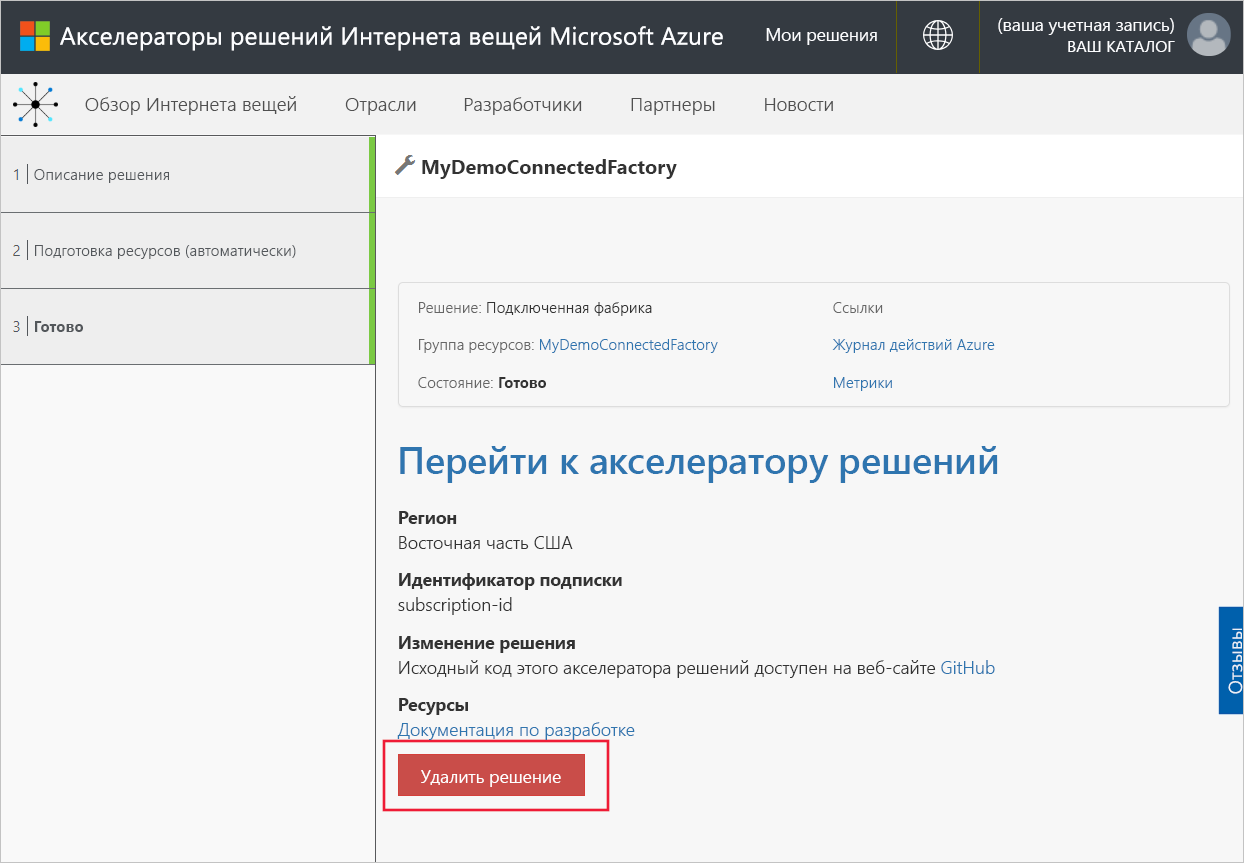 Акселераторы решений Интернета вещей Microsoft Azure
Мои решения
(ваша учетная запись)
ВАШ КАТАЛОГ
Обзор Интернета вещей
Отрасли
Разработчики
Партнеры
Новости
1 Описание решения
2 Подготовка ресурсов (автоматически)
3 Готово
MyDemoConnectedFactory
Решение: Подключенная фабрика
Группа ресурсов: MyDemoConnectedFactory
Состояние: Готово
Ссылки
Журнал действий Azure
Метрики
Перейти к акселератору решений
Регион
Восточная часть США
Идентификатор подписки
subscription-id
Изменение решения
Исходный код этого акселератора решений доступен на веб-сайте GitHub
Ресурсы
Документация по разработке
Удалить решение
Отзывы